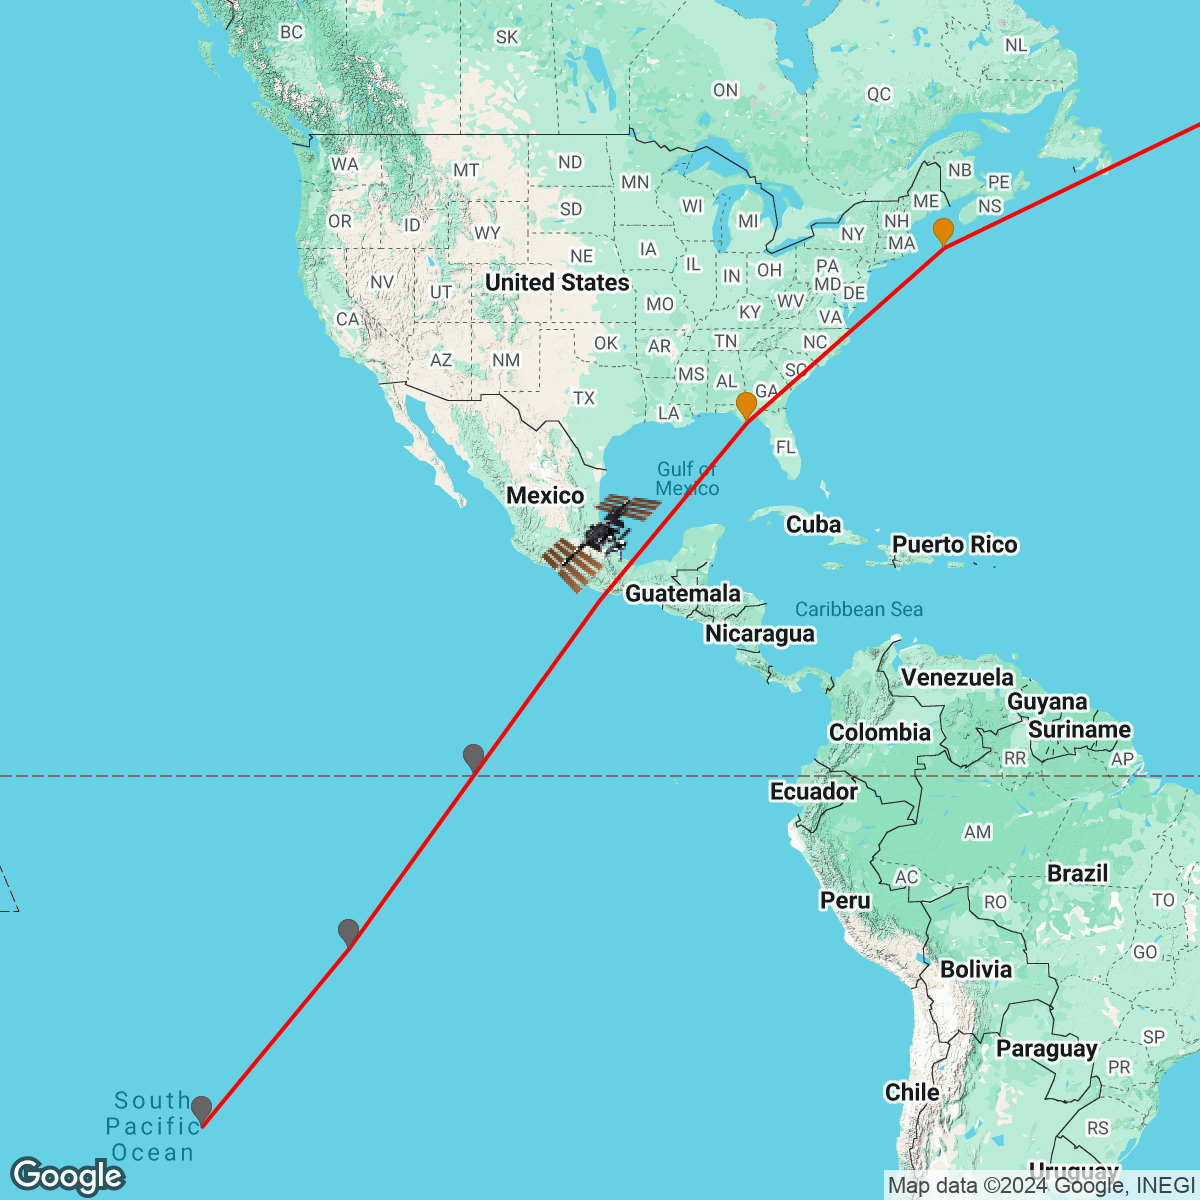 BC
SK
NL
ON
QC
WA
MT
ND
MN
NB
PE
OR
ID
SD
WI
MI
ME
NS
NH
WY
NY
MA
NV
UT
NE
IA
IL
IN
OH
PA
MD
DE
United States
CA
MO
KY
WV
VA
AZ
NM
OK
AR
TN
NC
MS
AL
GA
SC
TX
LA
FL
Gulf of
Mexico
Mexico
Cuba
Puerto Rico
Guatemala
Caribbean Sea
Nicaragua
Venezuela
Guyana
Colombia
Suriname
RR
AP
Ecuador
AM
AC
Brazil
Peru
RO
TO
Bolivia
GO
SP
Paraguay
PR
Chile
RS
South
Pacific
Ocean
Uruguay
Google
Map data ©2024 Google, INEGI